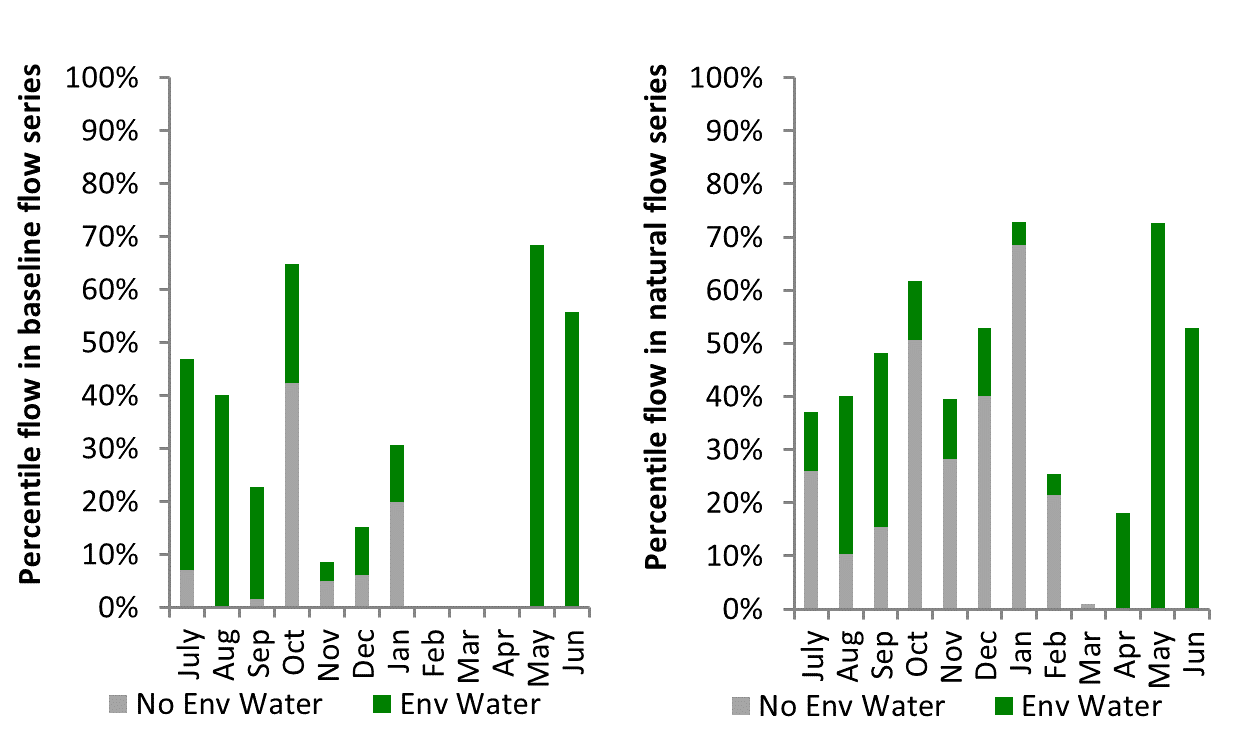 Percentile flow in baseline flow series
100%
90%
80%
70%
60%
50%
40%
30%
20%
10%
0%
July
Aug
Sep
Oct
Nov
Dec
Jan
Feb
Mar
Apr
May
Jun
No Env Water
Env Water
Percentile flow in natural flow series
100%
90%
80%
70%
60%
50%
40%
30%
20%
10%
0%
July
Aug
Sep
Oct
Nov
Dec
Jan
Feb
Mar
Apr
May
Jun
No Env Water
Env Water